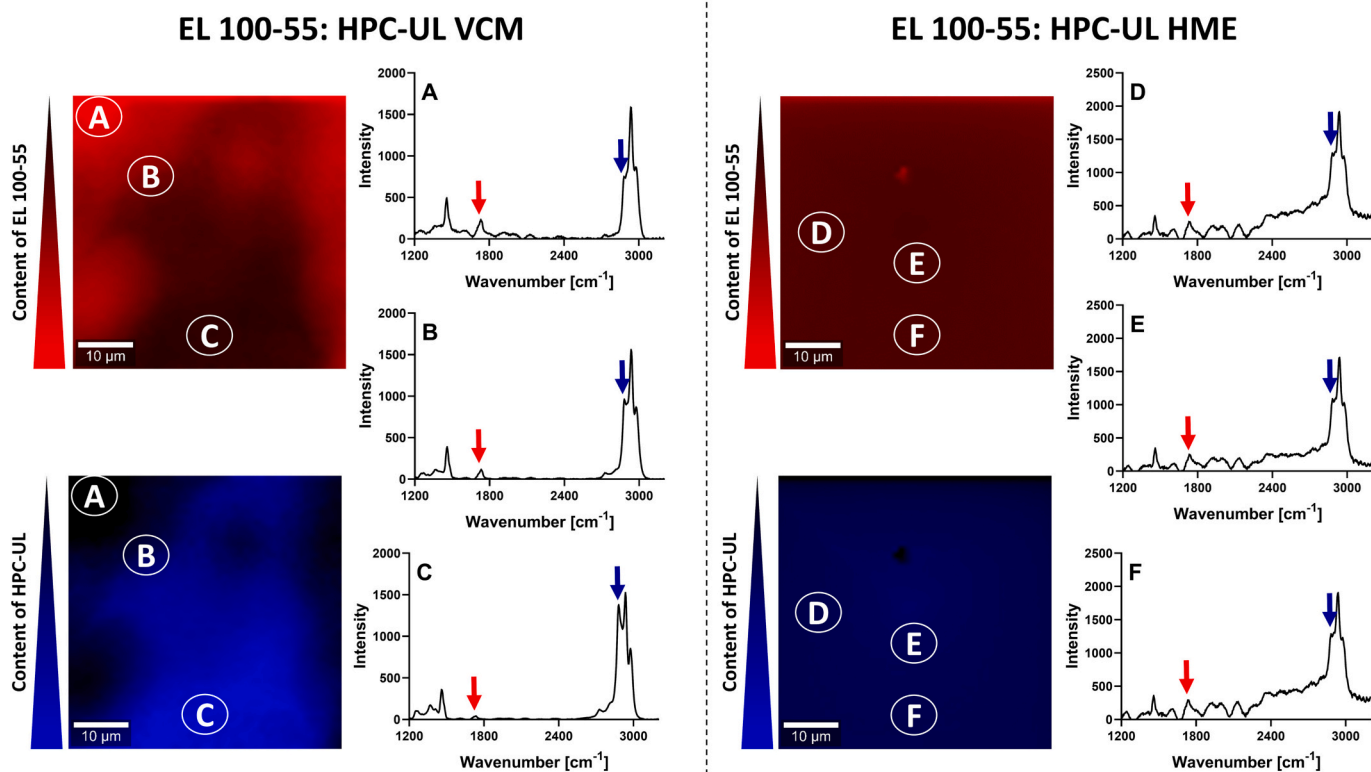 EL 100-55: HPC-UL VCM
Content of EL 100-55
A
B
C
10 µm
Content of HPC-UL
A
B
C
10 µm
A
Intensity
2000
1500
1000
500
0
1200
1800
2400
3000
Wavenumber [cm⁻¹]
B
Intensity
2000
1500
1000
500
0
1200
1800
2400
3000
Wavenumber [cm⁻¹]
C
Intensity
2000
1500
1000
500
0
1200
1800
2400
3000
Wavenumber [cm⁻¹]
EL 100-55: HPC-UL HME
Content of EL 100-55
D
E
F
10 µm
Content of HPC-UL
D
E
F
10 µm
D
Intensity
2500
2000
1500
1000
500
0
1200
1800
2400
3000
Wavenumber [cm⁻¹]
E
Intensity
2500
2000
1500
1000
500
0
1200
1800
2400
3000
Wavenumber [cm⁻¹]
F
Intensity
2500
2000
1500
1000
500
0
1200
1800
2400
3000
Wavenumber [cm⁻¹]